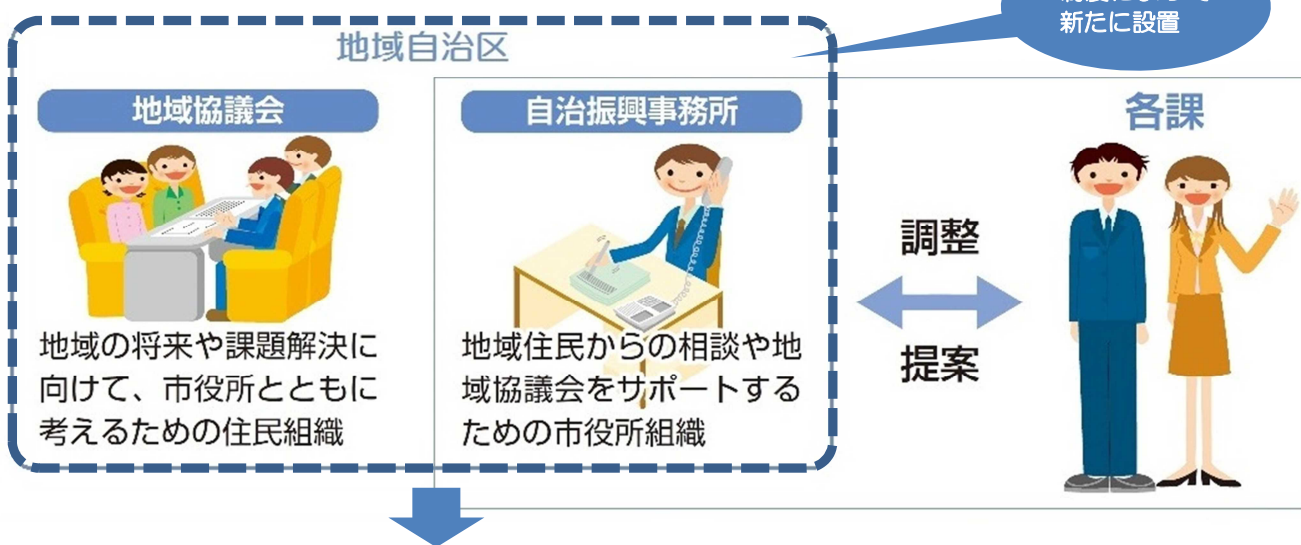 新たに設置
地域自治区
地域協議会
自治振興事務所
各課
調整
提案
地域の将来や課題解決に
向けて、市役所とともに
考えるための住民組織
地域住民からの相談や地
域協議会をサポートする
ための市役所組織